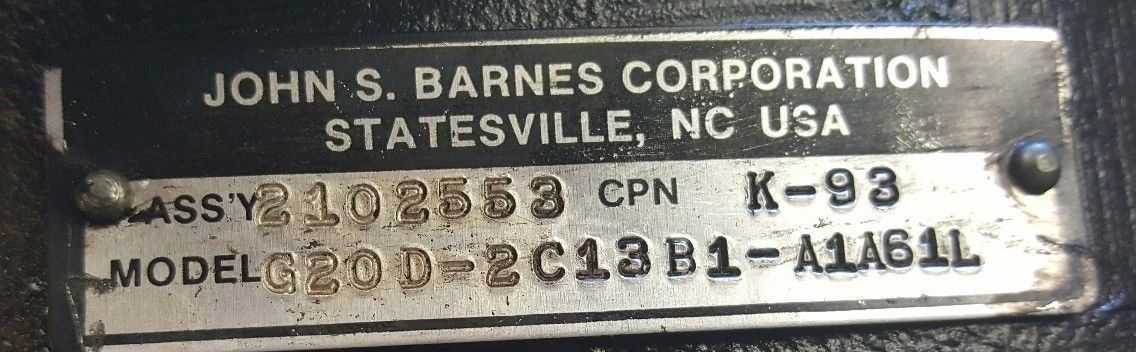 JOHN S. BARNES CORPORATION
STATESVILLE, NC USA
ASS'Y 2102553 CPN K-93
MODEL G20D-2C13B1-A1A61L